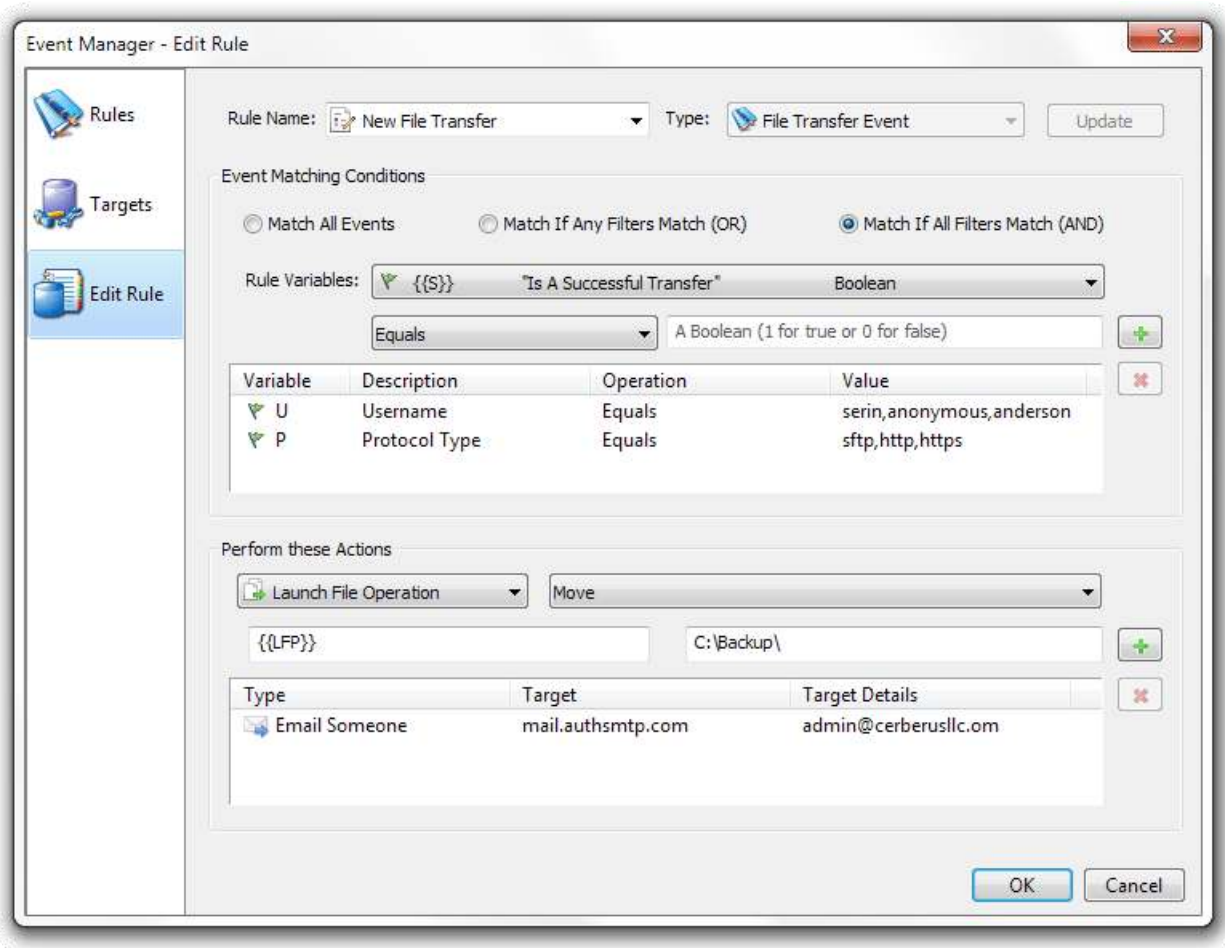 Event Manager - Edit Rule
Rules
Targets
Edit Rule
Rule Name: New File Transfer Type: File Transfer Event Update
Event Matching Conditions
Match All Events Match If Any Filters Match (OR) Match If All Filters Match (AND)
Rule Variables: {{S}} "Is A Successful Transfer" Boolean
Equals A Boolean (1 for true or 0 for false)
Variable Description Operation Value
U Username Equals serin,anonymous,anderson
P Protocol Type Equals sftp,http,https
Perform these Actions
Launch File Operation Move
{{LFP}} C:\Backup\
Type Target Target Details
Email Someone mail.authsmtp.com admin@cerberusllc.om
OK Cancel